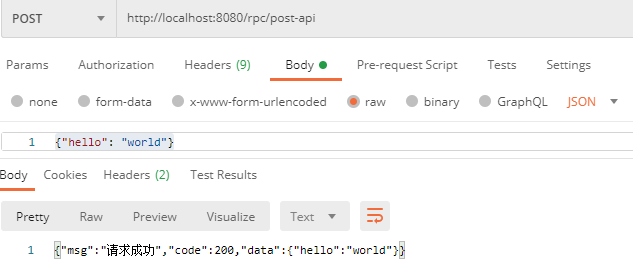 POST http://localhost:8080/rpc/post-api
Params Authorization Headers (9) Body Pre-request Script Tests Settings
none form-data x-www-form-urlencoded raw binary GraphQL JSON
1 {"hello": "world"}
Body Cookies Headers (2) Test Results
Pretty Raw Preview Visualize Text
1 {"msg":"请求成功","code":200,"data":{"hello":"world"}}